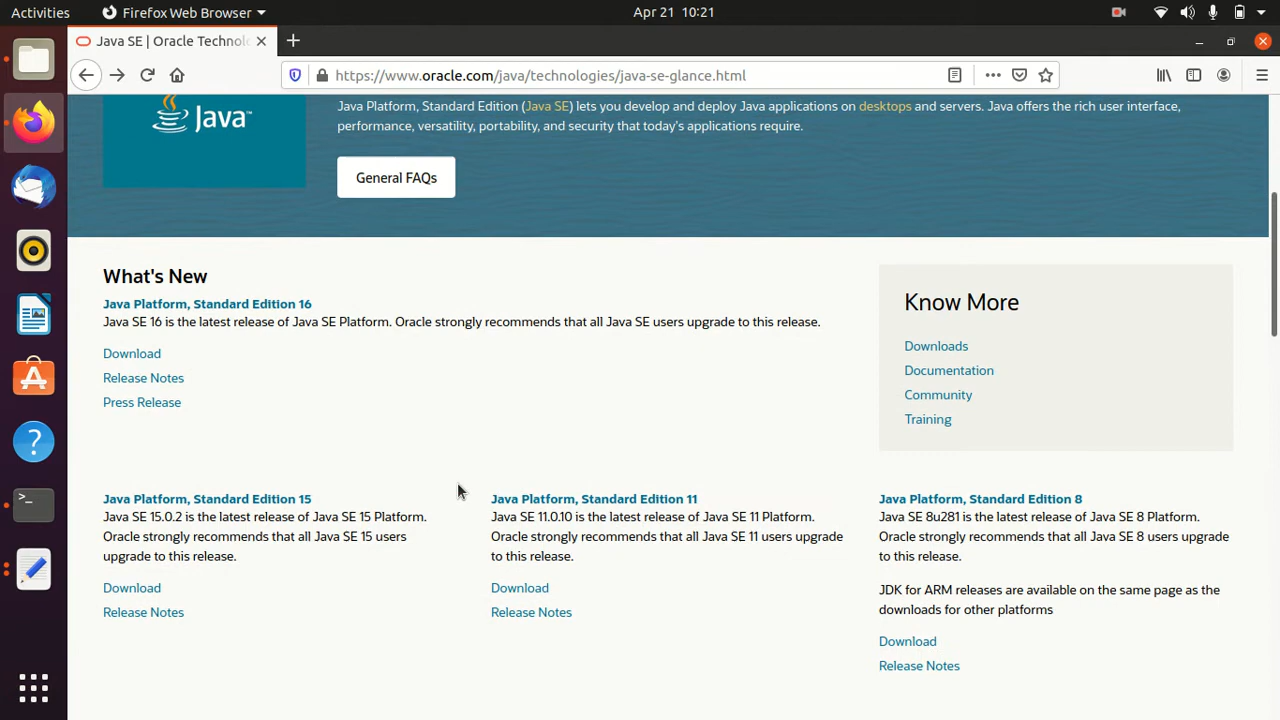 Activities
Firefox Web Browser
Apr 21 10:21
Java SE | Oracle Technol
https://www.oracle.com/java/technologies/java-se-glance.html
Java™
Java Platform, Standard Edition (Java SE) lets you develop and deploy Java applications on desktops and servers. Java offers the rich user interface,
performance, versatility, portability, and security that today's applications require.
General FAQs
What's New
Java Platform, Standard Edition 16
Java SE 16 is the latest release of Java SE Platform. Oracle strongly recommends that all Java SE users upgrade to this release.
Download
Release Notes
Press Release
Know More
Downloads
Documentation
Community
Training
Java Platform, Standard Edition 15
Java SE 15.0.2 is the latest release of Java SE 15 Platform.
Oracle strongly recommends that all Java SE 15 users
upgrade to this release.
Download
Release Notes
Java Platform, Standard Edition 11
Java SE 11.0.10 is the latest release of Java SE 11 Platform.
Oracle strongly recommends that all Java SE 11 users upgrade
to this release.
Download
Release Notes
Java Platform, Standard Edition 8
Java SE 8u281 is the latest release of Java SE 8 Platform.
Oracle strongly recommends that all Java SE 8 users upgrade
to this release.
JDK for ARM releases are available on the same page as the
downloads for other platforms
Download
Release Notes